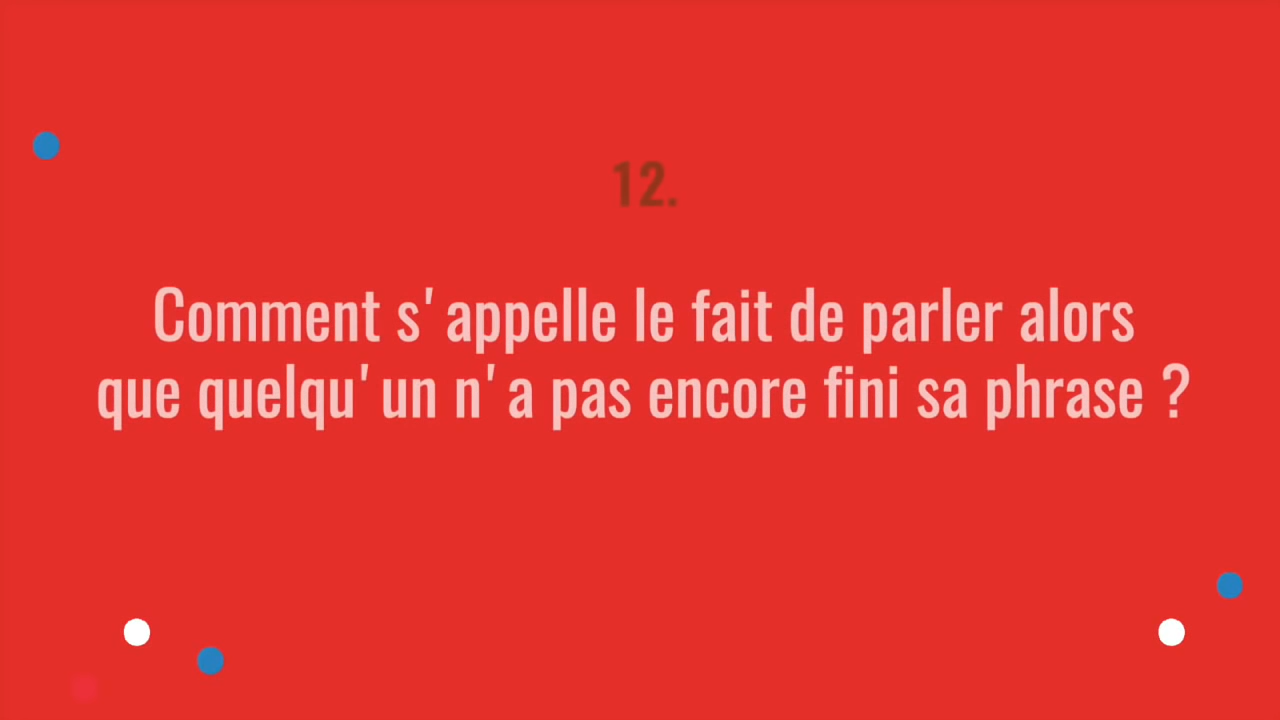 12.
Comment s'appelle le fait de parler alors
que quelqu'un n'a pas encore fini sa phrase ?